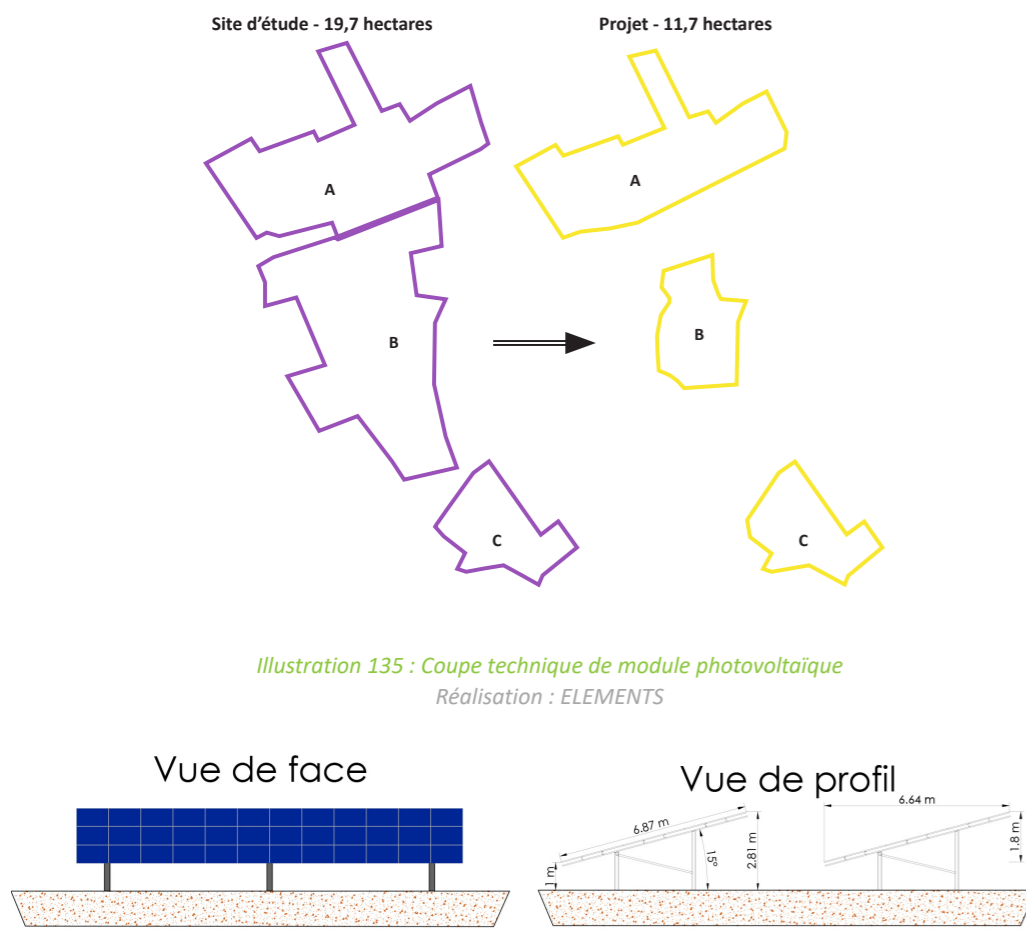 Site d'étude - 19,7 hectares
Projet - 11,7 hectares
A
A
B
B
C
C
Illustration 135 : Coupe technique de module photovoltaïque
Réalisation : ELEMENTS
Vue de face
Vue de profil
6.87 m
1 m
15°
2.81 m
6.64 m
1.8 m